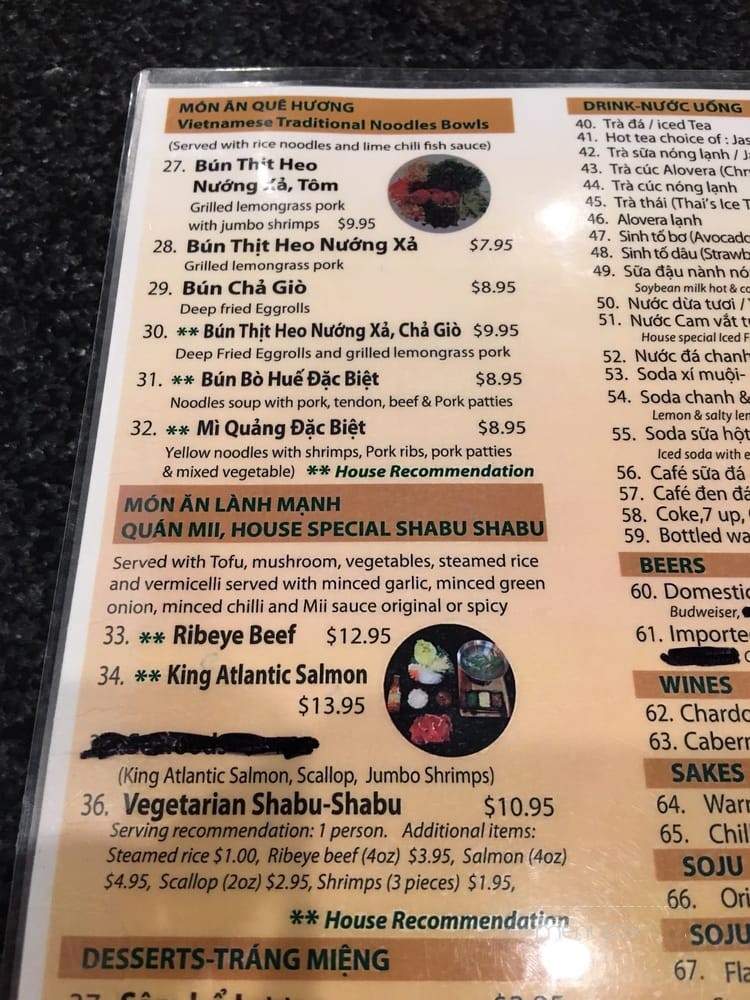 MÓN ĂN QUÊ HƯƠNG
Vietnamese Traditional Noodles Bowls
(Served with rice noodles and lime chili fish sauce)
27. Bún Thịt Heo
Nướng Xả, Tôm
Grilled lemongrass pork
with jumbo shrimps $9.95
28. Bún Thịt Heo Nướng Xả $7.95
Grilled lemongrass pork
29. Bún Chả Giò $8.95
Deep fried Eggrolls
30. ** Bún Thịt Heo Nướng Xả, Chả Giò $9.95
Deep Fried Eggrolls and grilled lemongrass pork
31. ** Bún Bò Huế Đặc Biệt $8.95
Noodles soup with pork, tendon, beef & Pork patties
32. ** Mì Quảng Đặc Biệt $8.95
Yellow noodles with shrimps, Pork ribs, pork patties
& mixed vegetable) ** House Recommendation
MÓN ĂN LÀNH MẠNH
QUÁN MII, HOUSE SPECIAL SHABU SHABU
Served with Tofu, mushroom, vegetables, steamed rice
and vermicelli served with minced garlic, minced green
onion, minced chilli and Mii sauce original or spicy
33. ** Ribeye Beef $12.95
34. ** King Atlantic Salmon
$13.95
(King Atlantic Salmon, Scallop, Jumbo Shrimps)
36. Vegetarian Shabu-Shabu $10.95
Serving recommendation: 1 person. Additional items:
Steamed rice $1.00, Ribeye beef (4oz) $3.95, Salmon (4oz)
$4.95, Scallop (2oz) $2.95, Shrimps (3 pieces) $1.95,
** House Recommendation
DESSERTS-TRÁNG MIỆNG
DRINK-NƯỚC UỐNG
40. Trà đá / iced Tea
41. Hot tea choice of : Jas
42. Trà sữa nóng lạnh / J
43. Trà cúc Alovera (Chr
44. Trà cúc nóng lạnh
45. Trà thái (Thai's Ice T
46. Alovera lạnh
47. Sinh tố bơ (Avocado
48. Sinh tố dâu (Strawb
49. Sữa đậu nành nó
Soybean milk hot & co
50. Nước dừa tươi /
51. Nước Cam vắt tư
House special Iced F
52. Nước đá chanh
53. Soda xí muội-
54. Soda chanh &
Lemon & salty lem
55. Soda sữa hột
Iced soda with e
56. Café sữa đá
57. Café đen đá
58. Coke,7 up,
59. Bottled wa
BEERS
60. Domestic
Budweiser,
61. Importe
WINES
62. Chardo
63. Cabern
SAKES
64. Warm
65. Chil
SOJU
66. Ori
SOJU
67. Fla